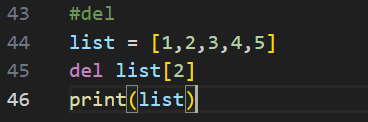 43 #del
44 list = [1,2,3,4,5]
45 del list[2]
46 print(list)